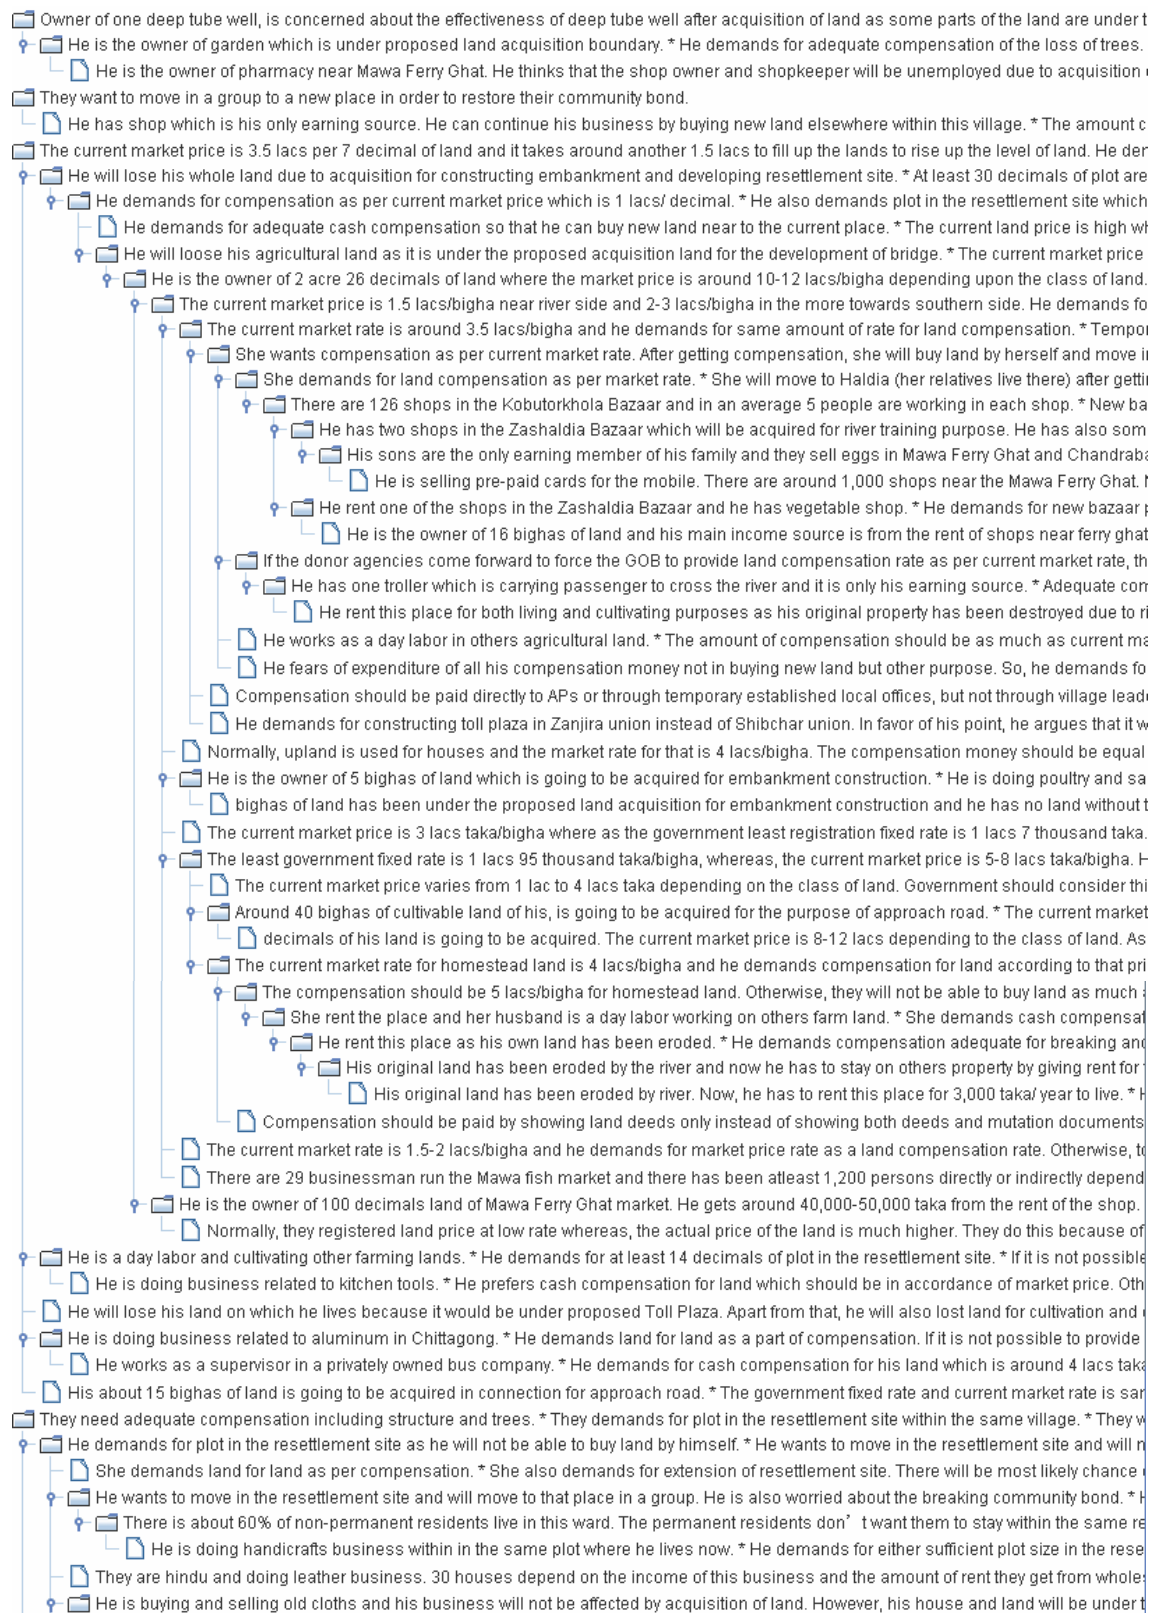 Owner of one deep tube well, is concerned about the effectiveness of deep tube well after acquisition of land as some parts of the land are under
He is the owner of garden which is under proposed land acquisition boundary. * He demands for adequate compensation of the loss of trees.
He is the owner of pharmacy near Mawa Ferry Ghat. He thinks that the shop owner and shopkeeper will be unemployed due to acquisition
They want to move in a group to a new place in order to restore their community bond.
He has shop which is his only earning source. He can continue his business by buying new land elsewhere within this village. * The amount
The current market price is 3.5 lacs per 7 decimal of land and it takes around another 1.5 lacs to fill up the lands to rise up the level of land. He
He will lose his whole land due to acquisition for constructing embankment and developing resettlement site. * At least 30 decimals of plot are
He demands for compensation as per current market price which is 1 lacs/ decimal. * He also demands plot in the resettlement site which
He demands for adequate cash compensation so that he can buy new land near to the current place. * The current land price is high
He will loose his agricultural land as it is under the proposed acquisition land for the development of bridge. * The current market price
He is the owner of 2 acre 26 decimals of land where the market price is around 10-12 lacs/bigha depending upon the class of land.
The current market price is 1.5 lacs/bigha near river side and 2-3 lacs/bigha in the more towards southern side. He demands fo
The current market rate is around 3.5 lacs/bigha and he demands for same amount of rate for land compensation. * Tempo
She wants compensation as per current market rate. After getting compensation, she will buy land by herself and move i
She demands for land compensation as per market rate. * She will move to Haldia (her relatives live there) after getti
There are 126 shops in the Kobutorkhola Bazaar and in an average 5 people are working in each shop. * New ba
He has two shops in the Zashaldia Bazaar which will be acquired for river training purpose. He has also som
His sons are the only earning member of his family and they sell eggs in Mawa Ferry Ghat and Chandraba
He is selling pre-paid cards for the mobile. There are around 1,000 shops near the Mawa Ferry Ghat.
He rent one of the shops in the Zashaldia Bazaar and he has vegetable shop. * He demands for new bazaar
He is the owner of 16 bighas of land and his main income source is from the rent of shops near ferry ghat
If the donor agencies come forward to force the GOB to provide land compensation rate as per current market rate, th
He has one troller which is carrying passenger to cross the river and it is only his earning source. * Adequate com
He rent this place for both living and cultivating purposes as his original property has been destroyed due to ri
He works as a day labor in others agricultural land. * The amount of compensation should be as much as current ma
He fears of expenditure of all his compensation money not in buying new land but other purpose. So, he demands fo
Compensation should be paid directly to APs or through temporary established local offices, but not through village lead
He demands for constructing toll plaza in Zanjira union instead of Shibchar union. In favor of his point, he argues that it w
Normally, upland is used for houses and the market rate for that is 4 lacs/bigha. The compensation money should be equal
He is the owner of 5 bighas of land which is going to be acquired for embankment construction. * He is doing poultry and sa
bighas of land has been under the proposed land acquisition for embankment construction and he has no land without
The current market price is 3 lacs taka/bigha where as the government least registration fixed rate is 1 lacs 7 thousand taka.
The least government fixed rate is 1 lacs 95 thousand taka/bigha, whereas, the current market price is 5-8 lacs taka/bigha.
The current market price varies from 1 lac to 4 lacs taka depending on the class of land. Government should consider thi
Around 40 bighas of cultivable land of his, is going to be acquired for the purpose of approach road. * The current market
decimals of his land is going to be acquired. The current market price is 8-12 lacs depending to the class of land. As
The current market rate for homestead land is 4 lacs/bigha and he demands compensation for land according to that pri
The compensation should be 5 lacs/bigha for homestead land. Otherwise, they will not be able to buy land as much
She rent the place and her husband is a day labor working on others farm land. * She demands cash compensat
He rent this place as his own land has been eroded. * He demands compensation adequate for breaking and
His original land has been eroded by the river and now he has to stay on others property by giving rent for
His original land has been eroded by river. Now, he has to rent this place for 3,000 taka/ year to live. *
Compensation should be paid by showing land deeds only instead of showing both deeds and mutation documents
The current market rate is 1.5-2 lacs/bigha and he demands for market price rate as a land compensation rate. Otherwise, to
There are 29 businessman run the Mawa fish market and there has been atleast 1,200 persons directly or indirectly depend
He is the owner of 100 decimals land of Mawa Ferry Ghat market. He gets around 40,000-50,000 taka from the rent of the shop.
Normally, they registered land price at low rate whereas, the actual price of the land is much higher. They do this because of
He is a day labor and cultivating other farming lands. * He demands for at least 14 decimals of plot in the resettlement site. * If it is not possible
He is doing business related to kitchen tools. * He prefers cash compensation for land which should be in accordance of market price. Oth
He will lose his land on which he lives because it would be under proposed Toll Plaza. Apart from that, he will also lost land for cultivation and
He is doing business related to aluminum in Chittagong. * He demands land for land as a part of compensation. If it is not possible to provide
He works as a supervisor in a privately owned bus company. * He demands for cash compensation for his land which is around 4 lacs taka
His about 15 bighas of land is going to be acquired in connection for approach road. * The government fixed rate and current market rate is sar
They need adequate compensation including structure and trees. * They demands for plot in the resettlement site within the same village. * They w
He demands for plot in the resettlement site as he will not be able to buy land by himself. * He wants to move in the resettlement site and will
She demands land for land as per compensation. * She also demands for extension of resettlement site. There will be most likely chance
He wants to move in the resettlement site and will move to that place in a group. He is also worried about the breaking community bond. *
There is about 60% of non-permanent residents live in this ward. The permanent residents don’ t want them to stay within the same re
He is doing handicrafts business within in the same plot where he lives now. * He demands for either sufficient plot size in the rese
They are hindu and doing leather business. 30 houses depend on the income of this business and the amount of rent they get from whole
He is buying and selling old cloths and his business will not be affected by acquisition of land. However, his house and land will be under